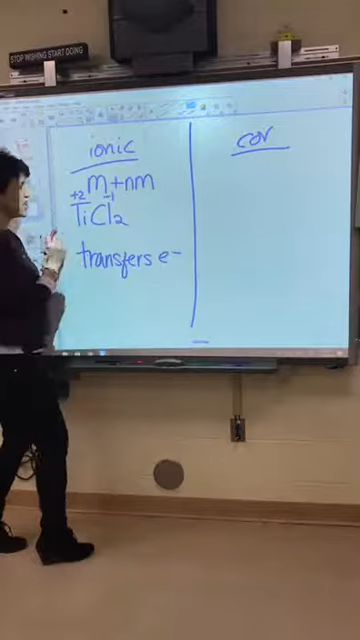 STOP WISHING START DOING
ionic
cov
m+nm
+2 -1
TiCl2
transfers e-